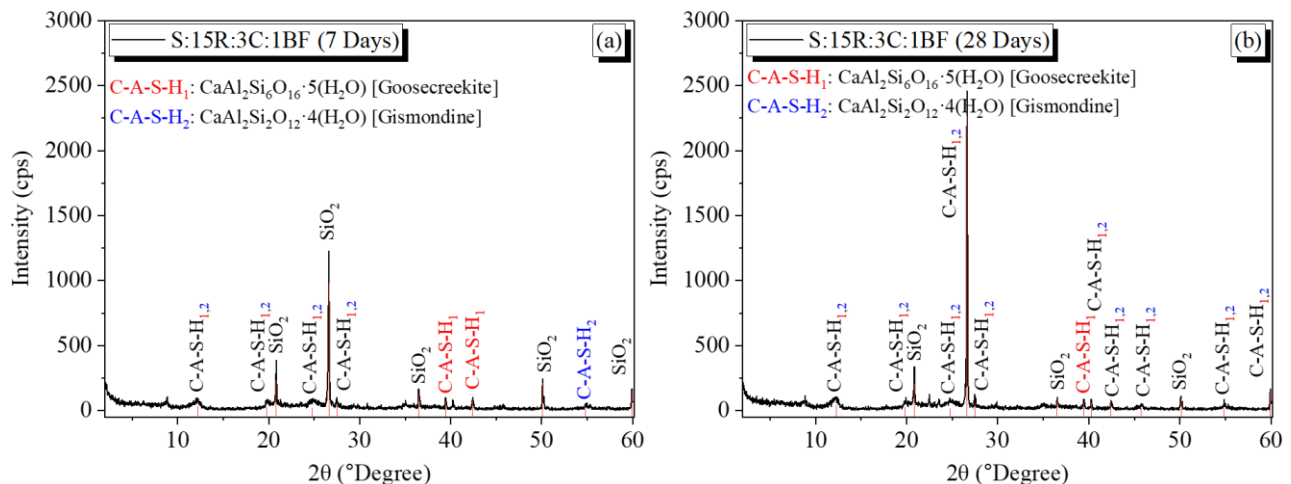 S:15R:3C:1BF (7 Days)
(a)
C-A-S-H₁: CaAl₂Si₆O₁₆·5(H₂O) [Goosecreekite]
C-A-S-H₂: CaAl₂Si₂O₁₂·4(H₂O) [Gismondine]
Intensity (cps)
3000
2500
2000
1500
1000
500
0
C-A-S-H₁,₂
C-A-S-H₁,₂
SiO₂
C-A-S-H₁,₂
SiO₂
C-A-S-H₁,₂
SiO₂
C-A-S-H₁
C-A-S-H₁
SiO₂
C-A-S-H₂
SiO₂
10
20
30
40
50
60
2θ (°Degree)
S:15R:3C:1BF (28 Days)
(b)
C-A-S-H₁: CaAl₂Si₆O₁₆·5(H₂O) [Goosecreekite]
C-A-S-H₂: CaAl₂Si₂O₁₂·4(H₂O) [Gismondine]
Intensity (cps)
3000
2500
2000
1500
1000
500
0
C-A-S-H₁,₂
C-A-S-H₁,₂
SiO₂
C-A-S-H₁,₂
C-A-S-H₁,₂
C-A-S-H₁,₂
SiO₂
C-A-S-H₁
C-A-S-H₁,₂
C-A-S-H₁,₂
C-A-S-H₁,₂
SiO₂
C-A-S-H₁,₂
C-A-S-H₁,₂
10
20
30
40
50
60
2θ (°Degree)